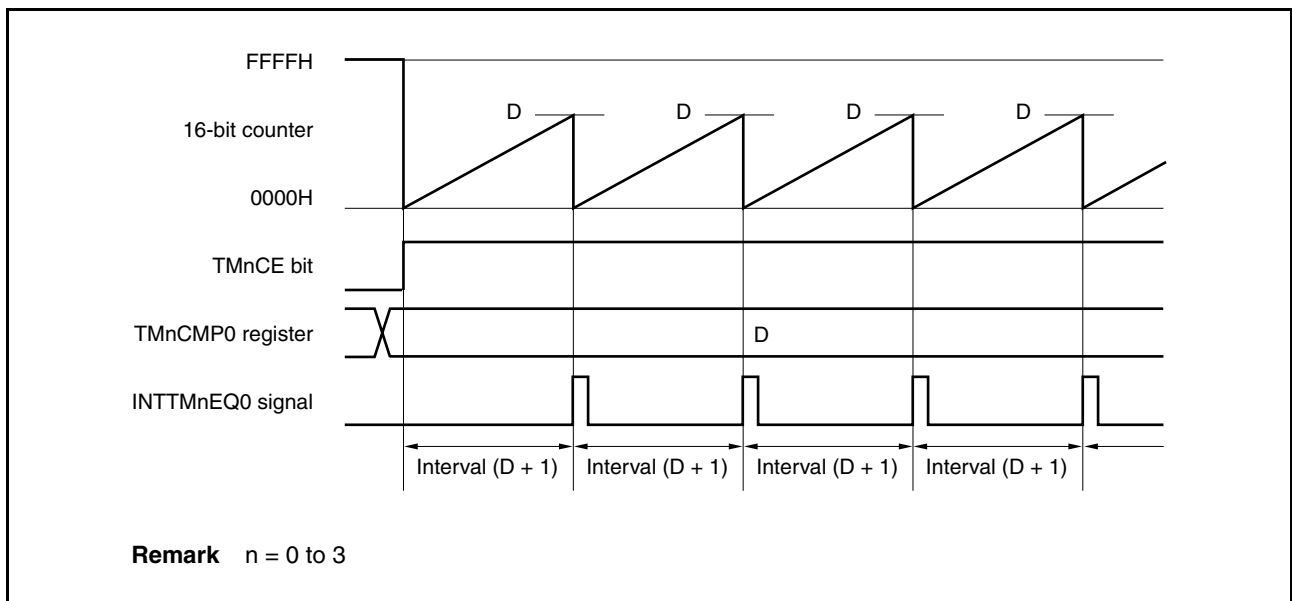 FFFFH
D D D D
16-bit counter
0000H
TMnCE bit
TMnCMP0 register D
INTTMnEQ0 signal
Interval (D + 1) Interval (D + 1) Interval (D + 1) Interval (D + 1)
Remark n = 0 to 3